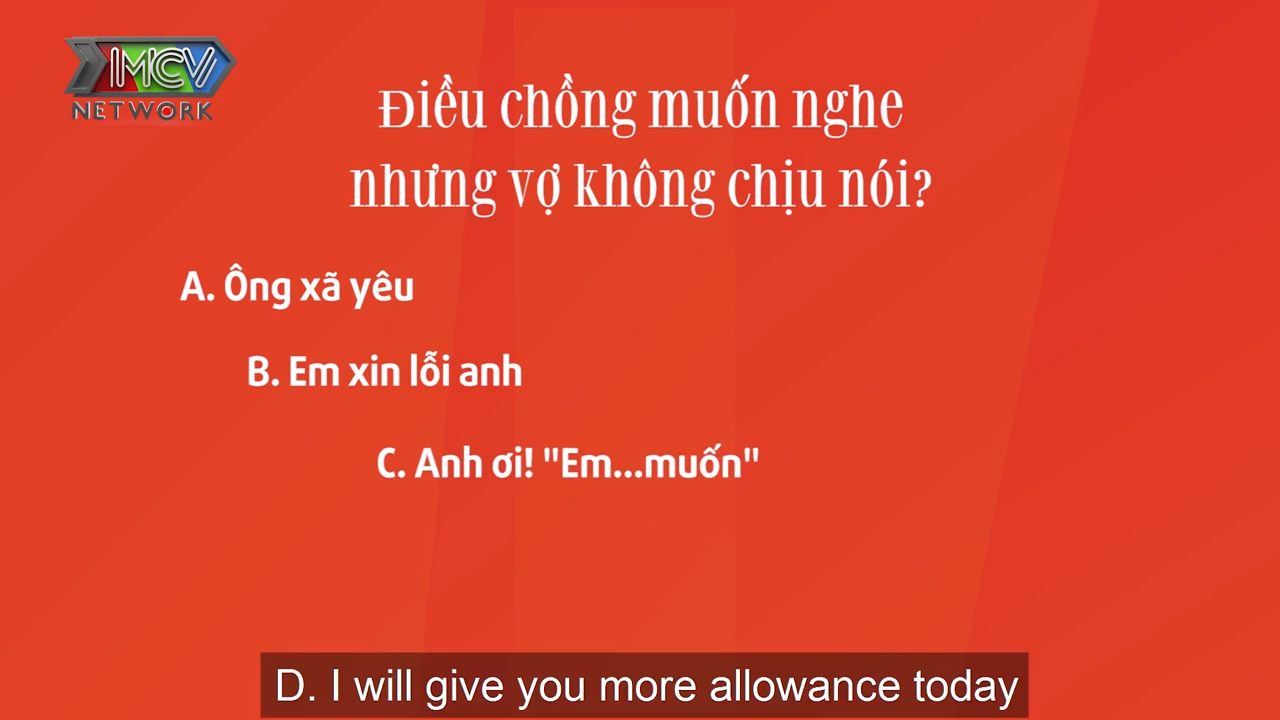 MCV
NETWORK
Điều chồng muốn nghe
nhưng vợ không chịu nói?
A. Ông xã yêu
B. Em xin lỗi anh
C. Anh ơi! "Em...muốn"
D. I will give you more allowance today